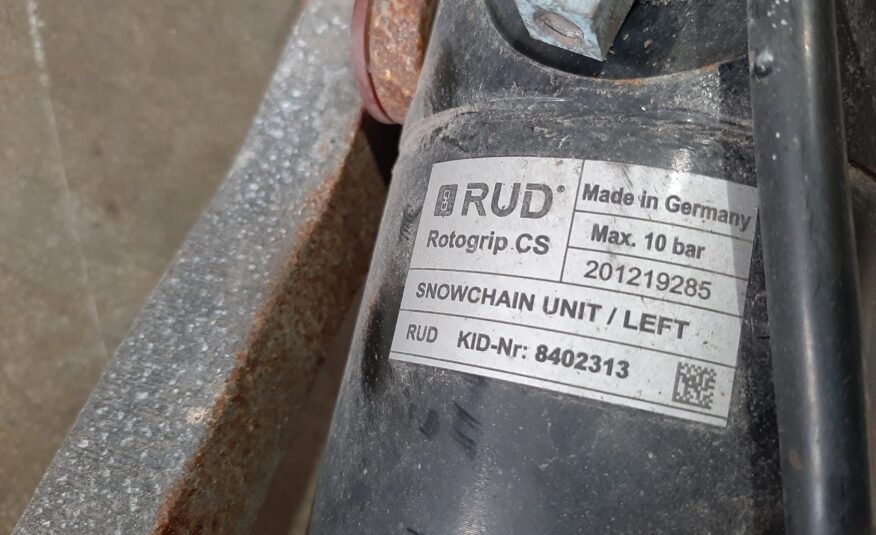 RUD
Rotogrip CS
Made in Germany
Max. 10 bar
201219285
SNOWCHAIN UNIT / LEFT
RUD KID-Nr: 8402313